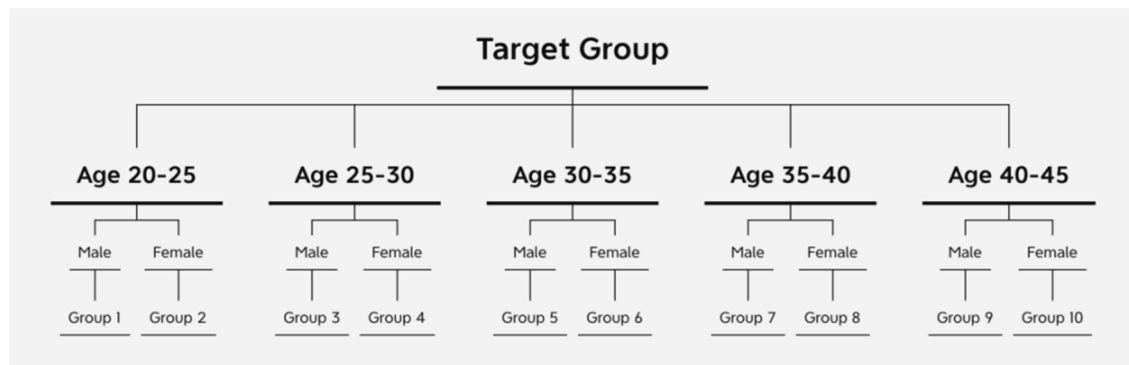 Target Group
Age 20-25 Age 25-30 Age 30-35 Age 35-40 Age 40-45
Male Female Male Female Male Female Male Female Male Female
Group 1 Group 2 Group 3 Group 4 Group 5 Group 6 Group 7 Group 8 Group 9 Group 10